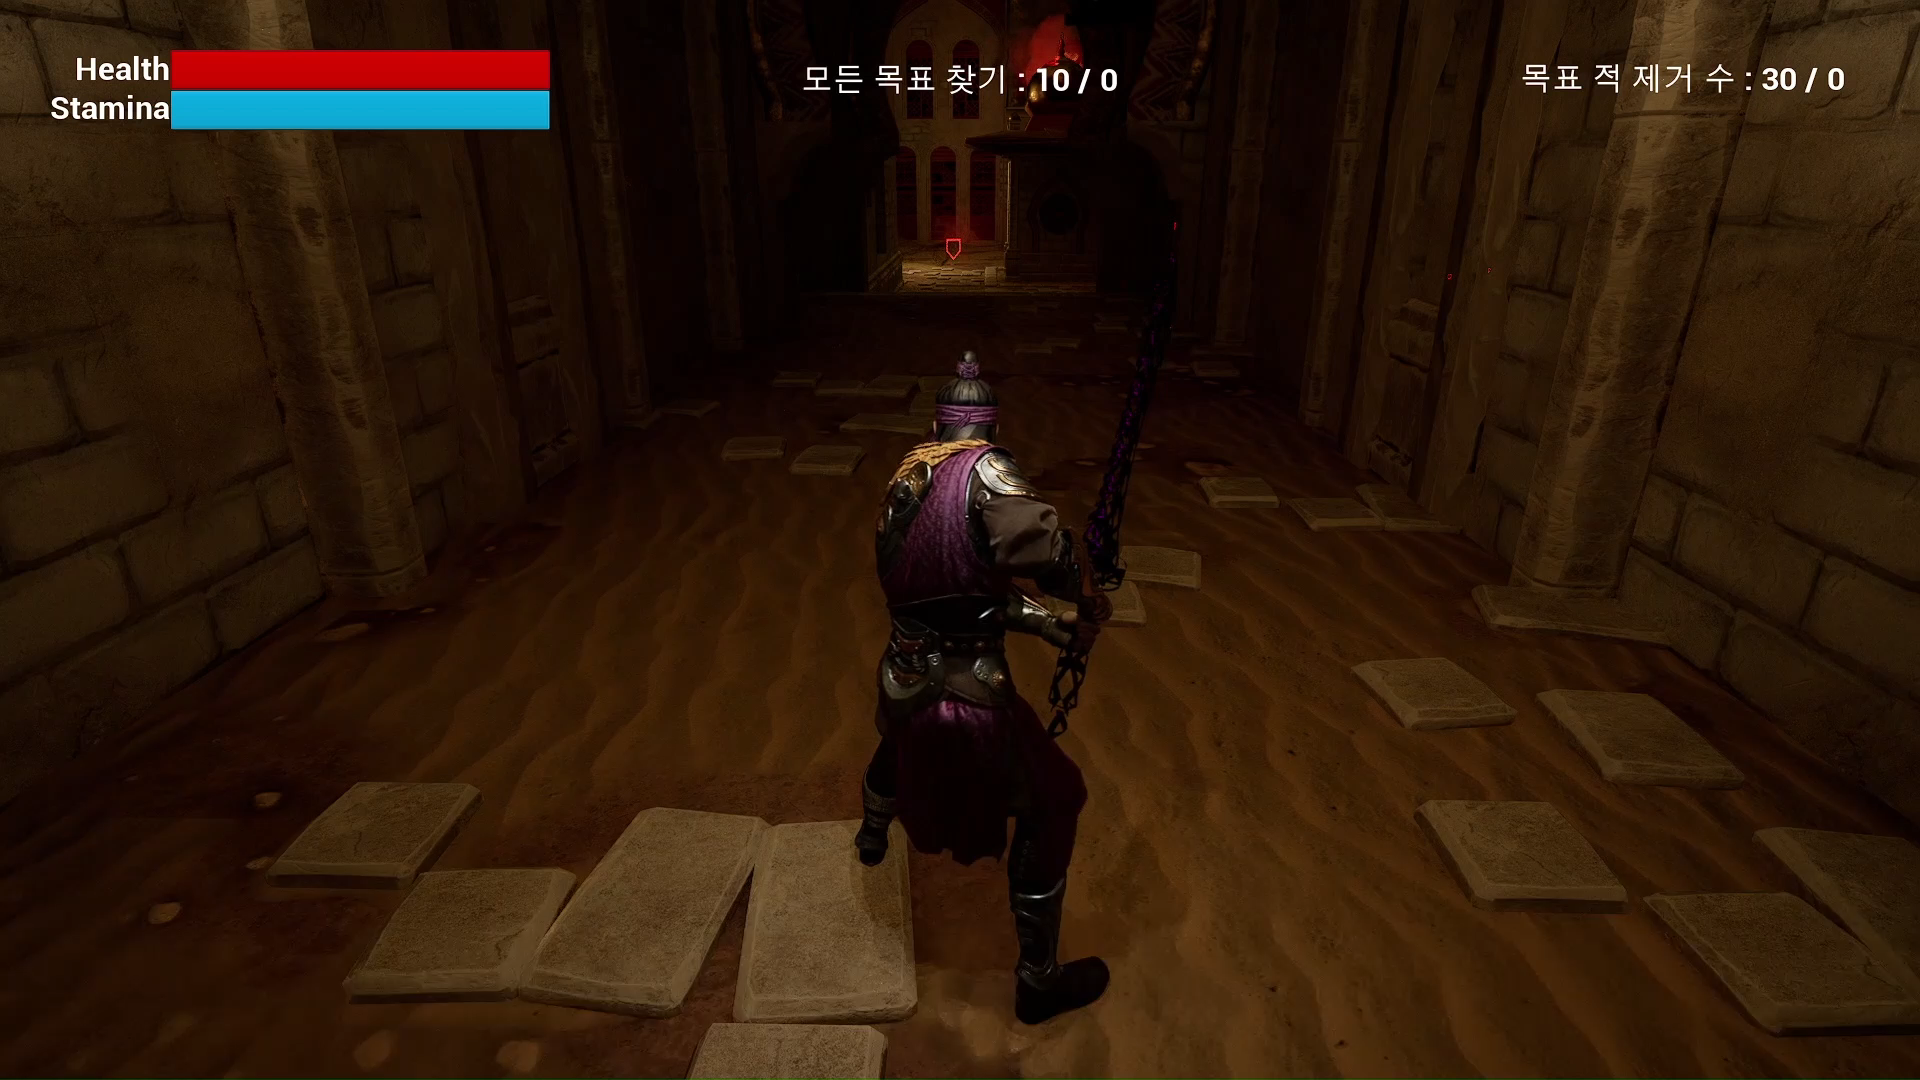 Health
Stamina
모든 목표 찾기 : 10 / 0
목표 적 제거 수 : 30 / 0